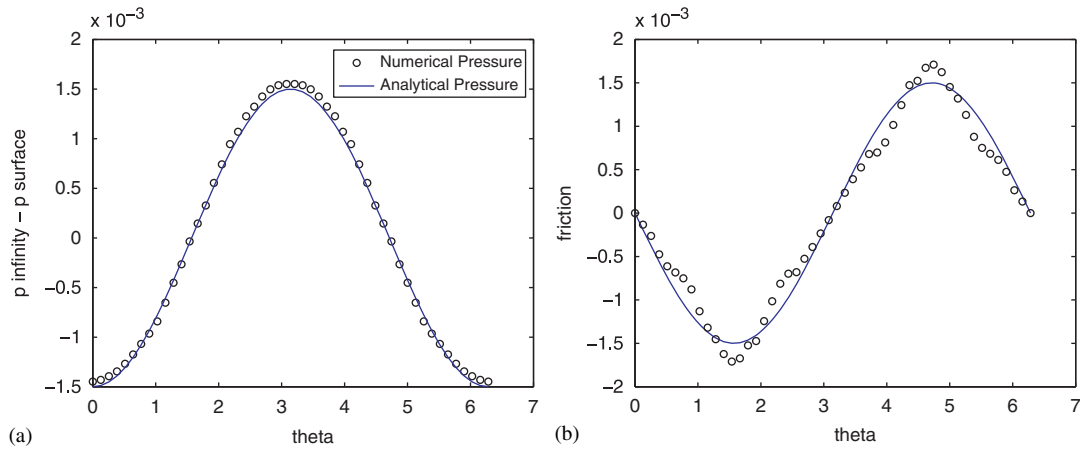 x 10⁻³
2
1.5
1
0.5
0
−0.5
−1
−1.5
p infinity − p surface
Numerical Pressure
Analytical Pressure
0 1 2 3 4 5 6 7
theta
(a)
x 10⁻³
2
1.5
1
0.5
0
−0.5
−1
−1.5
−2
friction
0 1 2 3 4 5 6 7
theta
(b)